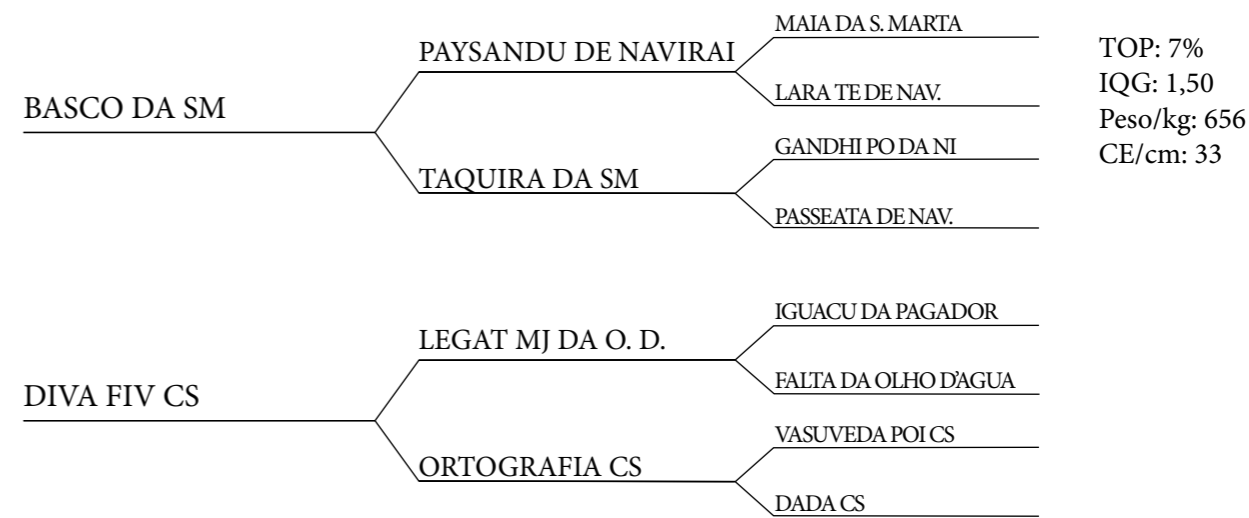 MAIA DA S. MARTA
PAYSANDU DE NAVIRAI
LARA TE DE NAV.
BASCO DA SM
GANDHI PO DA NI
TAQUIRA DA SM
PASSEATA DE NAV.
TOP: 7%
IQG: 1,50
Peso/kg: 656
CE/cm: 33
IGUACU DA PAGADOR
LEGAT MJ DA O. D.
FALTA DA OLHO D'AGUA
DIVA FIV CS
VASUVEDA POI CS
ORTOGRAFIA CS
DADA CS